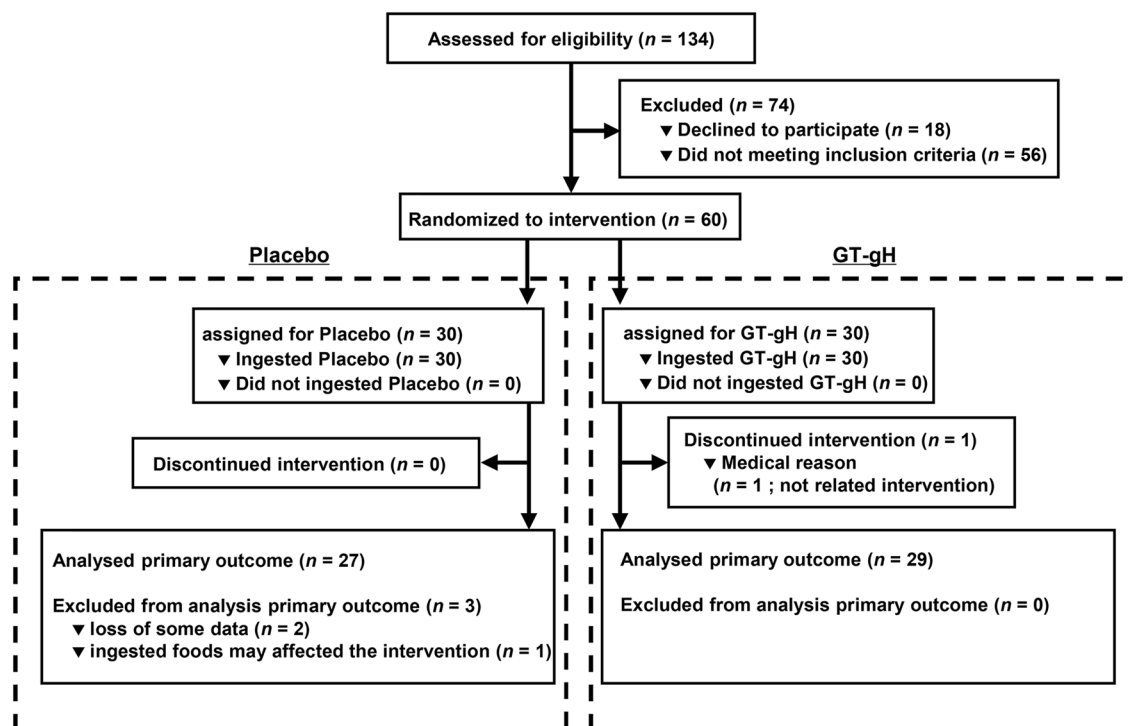 Assessed for eligibility (n = 134)
Excluded (n = 74)
▼ Declined to participate (n = 18)
▼ Did not meeting inclusion criteria (n = 56)
Randomized to intervention (n = 60)
Placebo
GT-gH
assigned for Placebo (n = 30)
▼ Ingested Placebo (n = 30)
▼ Did not ingested Placebo (n = 0)
assigned for GT-gH (n = 30)
▼ Ingested GT-gH (n = 30)
▼ Did not ingested GT-gH (n = 0)
Discontinued intervention (n = 0)
Discontinued intervention (n = 1)
▼ Medical reason
(n = 1 ; not related intervention)
Analysed primary outcome (n = 27)
Excluded from analysis primary outcome (n = 3)
▼ loss of some data (n = 2)
▼ ingested foods may affected the intervention (n = 1)
Analysed primary outcome (n = 29)
Excluded from analysis primary outcome (n = 0)